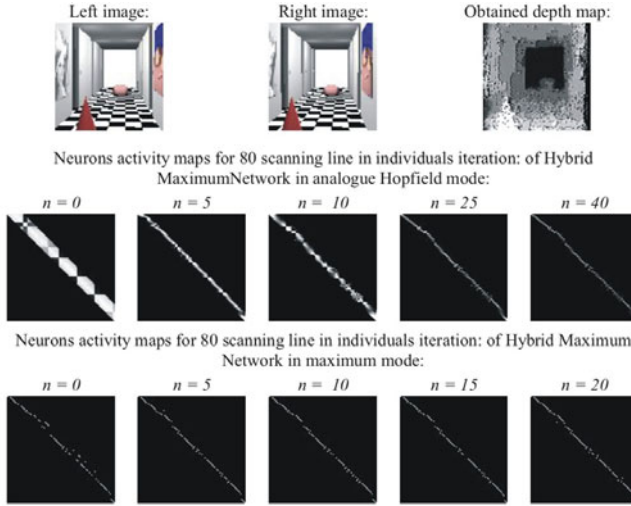 Left image: Right image: Obtained depth map:
Neurons activity maps for 80 scanning line in individuals iteration: of Hybrid
MaximumNetwork in analogue Hopfield mode:
n = 0 n = 5 n = 10 n = 25 n = 40
Neurons activity maps for 80 scanning line in individuals iteration: of Hybrid Maximum
Network in maximum mode:
n = 0 n = 5 n = 10 n = 15 n = 20